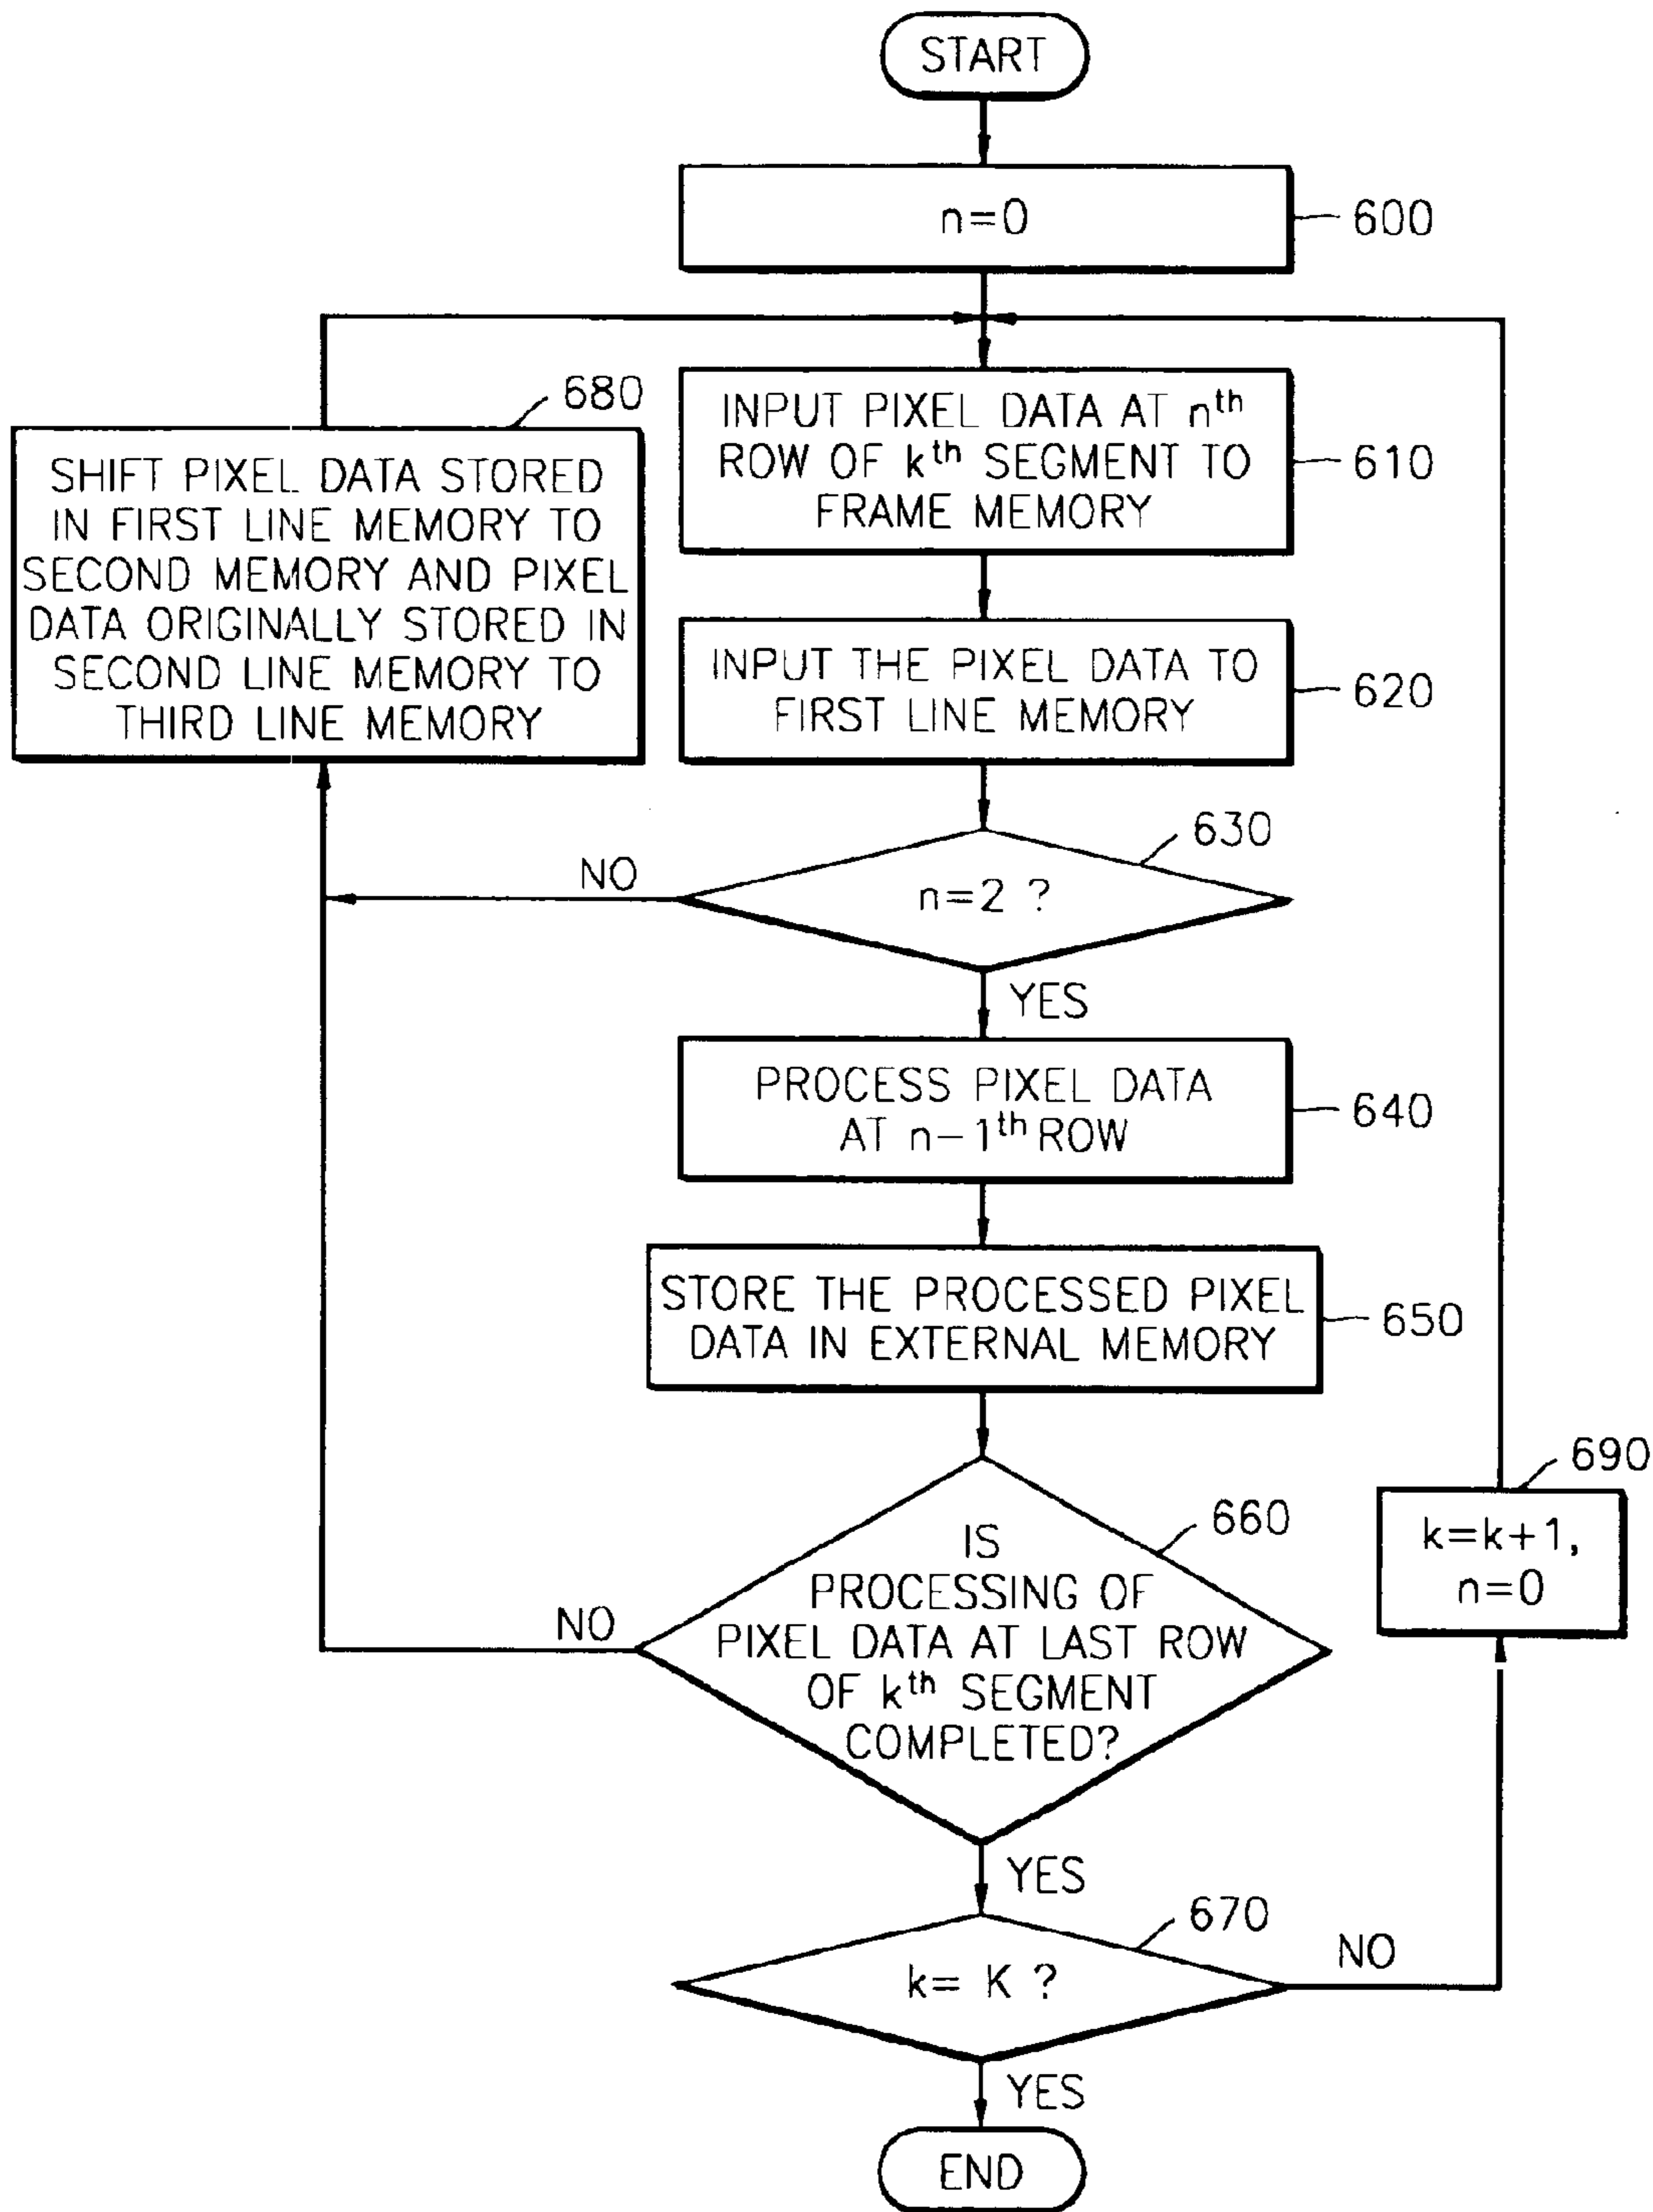 START
n=0
600
INPUT PIXEL DATA AT nth
ROW OF kth SEGMENT TO
FRAME MEMORY
610
680
SHIFT PIXEL DATA STORED
IN FIRST LINE MEMORY TO
SECOND MEMORY AND PIXEL
DATA ORIGINALLY STORED IN
SECOND LINE MEMORY TO
THIRD LINE MEMORY
INPUT THE PIXEL DATA TO
FIRST LINE MEMORY
620
630
NO
n=2 ?
YES
PROCESS PIXEL DATA
AT n-1th ROW
640
STORE THE PROCESSED PIXEL
DATA IN EXTERNAL MEMORY
650
660
IS
PROCESSING OF
PIXEL DATA AT LAST ROW
OF kth SEGMENT
COMPLETED?
NO
690
k=k+1,
n=0
YES
670
k= K ?
NO
YES
END